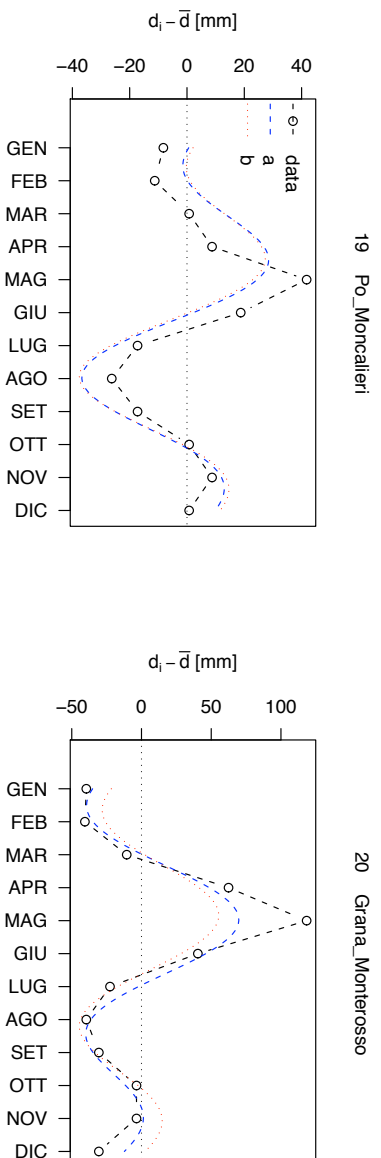 19 Po_Moncalieri
d_i − d̅ [mm]
−40 −20 0 20 40
data
a
b
GEN
FEB
MAR
APR
MAG
GIU
LUG
AGO
SET
OTT
NOV
DIC
20 Grana_Monterosso
d_i − d̅ [mm]
−50 0 50 100
GEN
FEB
MAR
APR
MAG
GIU
LUG
AGO
SET
OTT
NOV
DIC